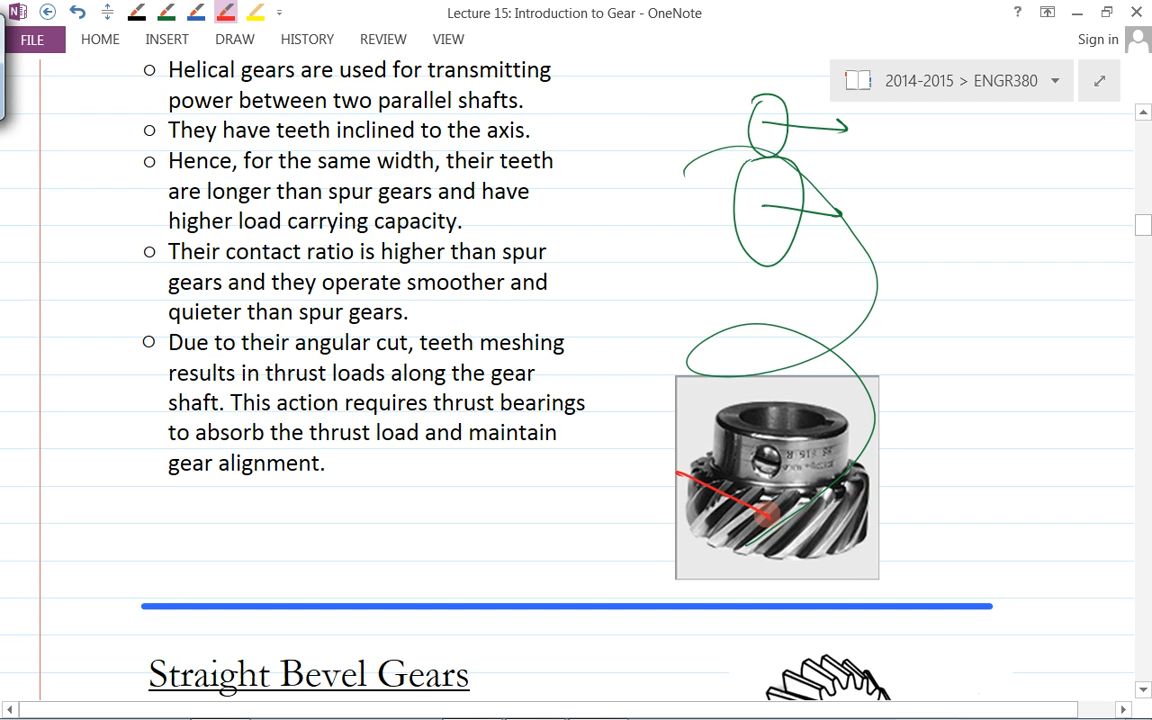 Lecture 15: Introduction to Gear - OneNote
?
FILE HOME INSERT DRAW HISTORY REVIEW VIEW
Sign in
2014-2015 > ENGR380
○ Helical gears are used for transmitting
power between two parallel shafts.
○ They have teeth inclined to the axis.
○ Hence, for the same width, their teeth
are longer than spur gears and have
higher load carrying capacity.
○ Their contact ratio is higher than spur
gears and they operate smoother and
quieter than spur gears.
○ Due to their angular cut, teeth meshing
results in thrust loads along the gear
shaft. This action requires thrust bearings
to absorb the thrust load and maintain
gear alignment.
Straight Bevel Gears